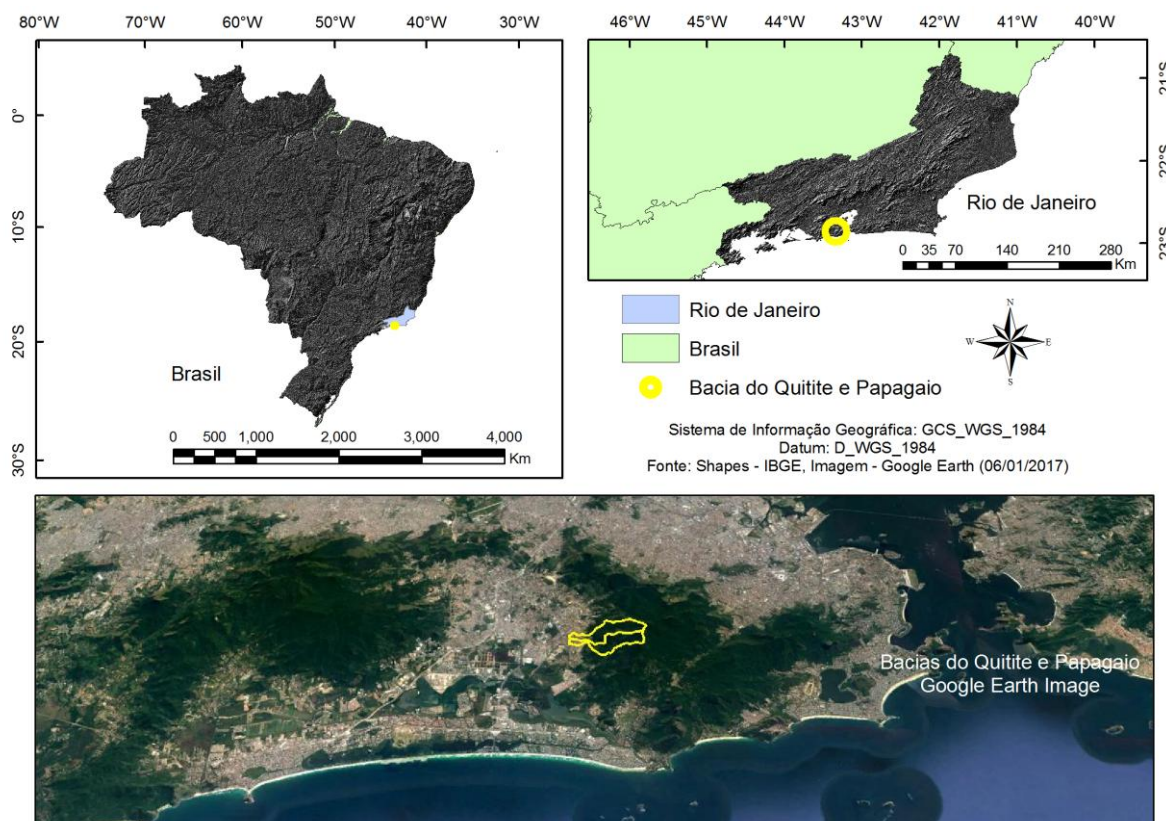 80°W 70°W 60°W 50°W 40°W 30°W
0°
10°S
20°S
30°S
Brasil
0 500 1,000 2,000 3,000 4,000
Km
46°W 45°W 44°W 43°W 42°W 41°W 40°W
21°S
22°S
23°S
Rio de Janeiro
0 35 70 140 210 280
Km
Rio de Janeiro
Brasil
Bacia do Quitite e Papagaio
N
W E
S
Sistema de Informação Geográfica: GCS_WGS_1984
Datum: D_WGS_1984
Fonte: Shapes - IBGE, Imagem - Google Earth (06/01/2017)
Bacias do Quitite e Papagaio
Google Earth Image